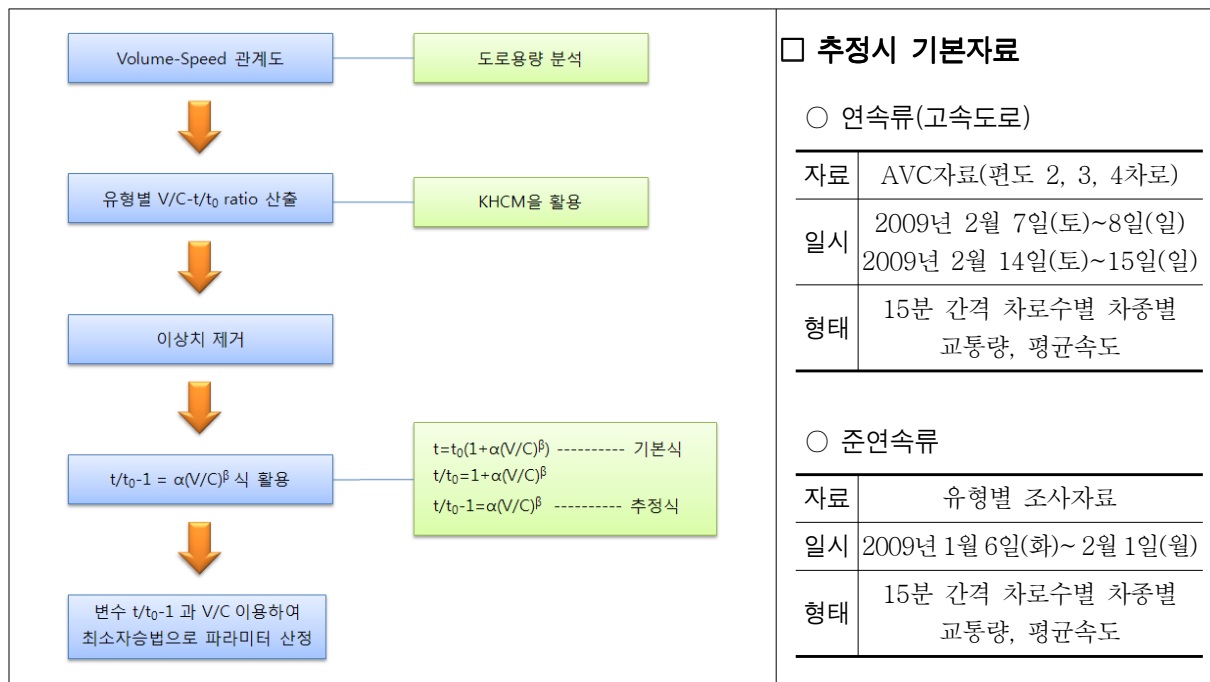 Volume-Speed 관계도
도로용량 분석
유형별 V/C-t/t₀ ratio 산출
KHCM을 활용
이상치 제거
t/t₀-1 = α(V/C)ᵝ 식 활용
t=t₀(1+α(V/C)ᵝ) ---------- 기본식
t/t₀=1+α(V/C)ᵝ
t/t₀-1=α(V/C)ᵝ ---------- 추정식
변수 t/t₀-1 과 V/C 이용하여
최소자승법으로 파라미터 산정
□ 추정시 기본자료
○ 연속류(고속도로)
자료 AVC자료(편도 2, 3, 4차로)
일시 2009년 2월 7일(토)~8일(일)
2009년 2월 14일(토)~15일(일)
형태 15분 간격 차로수별 차종별
교통량, 평균속도
○ 준연속류
자료 유형별 조사자료
일시 2009년 1월 6일(화)~ 2월 1일(월)
형태 15분 간격 차로수별 차종별
교통량, 평균속도